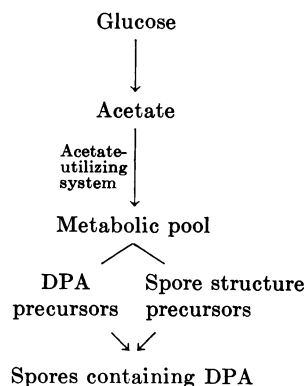 Glucose
Acetate
Acetate-
utilizing
system
Metabolic pool
DPA
precursors
Spore structure
precursors
Spores containing DPA